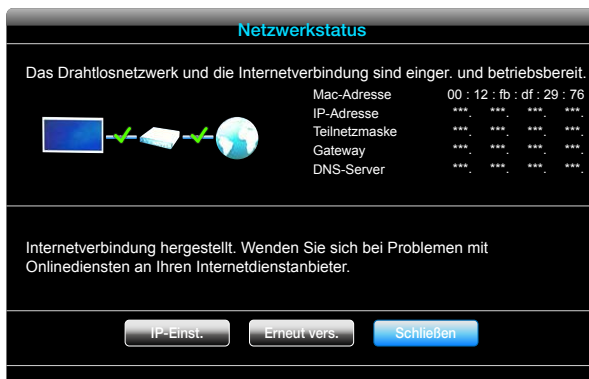 Netzwerkstatus
Das Drahtlosnetzwerk und die Internetverbindung sind einger. und betriebsbereit.
Mac-Adresse 00 : 12 : fb : df : 29 : 76
IP-Adresse ***. ***. ***. ***.
Teilnetzmaske ***. ***. ***. ***.
Gateway ***. ***. ***. ***.
DNS-Server ***. ***. ***. ***.
Internetverbindung hergestellt. Wenden Sie sich bei Problemen mit
Onlinediensten an Ihren Internetdienstanbieter.
IP-Einst. Erneut vers. Schließen